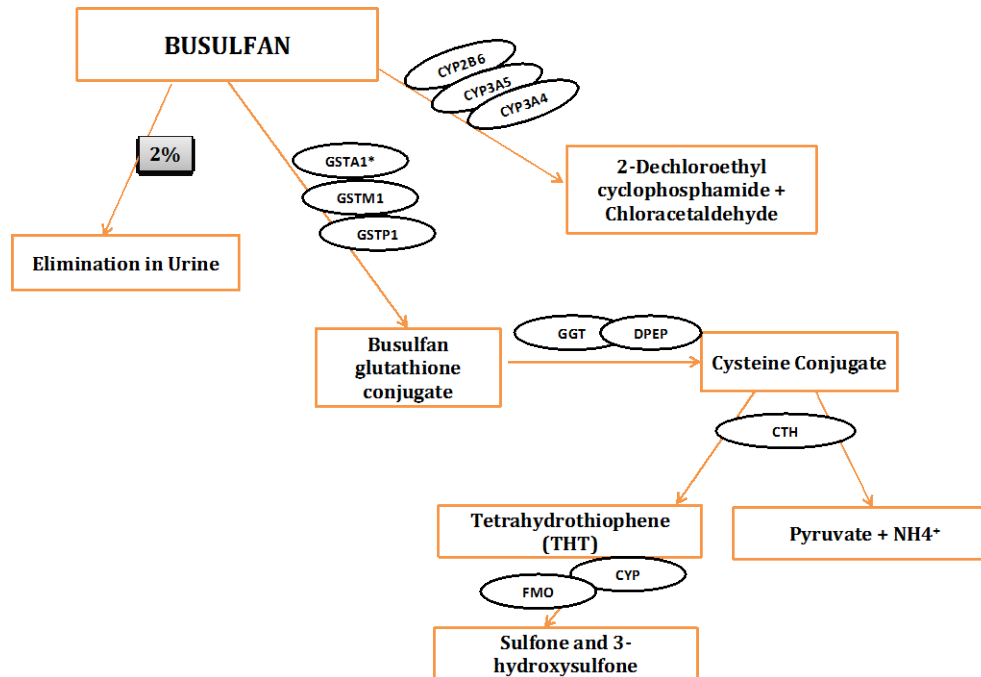 BUSULFAN
CYP2B6
CYP3A5
CYP3A4
2%
GSTA1*
GSTM1
GSTP1
2-Dechloroethyl
cyclophosphamide +
Chloracetaldehyde
Elimination in Urine
Busulfan
glutathione
conjugate
GGT
DPEP
Cysteine Conjugate
CTH
Tetrahydrothiophene
(THT)
Pyruvate + NH4⁺
CYP
FMO
Sulfone and 3-
hydroxysulfone